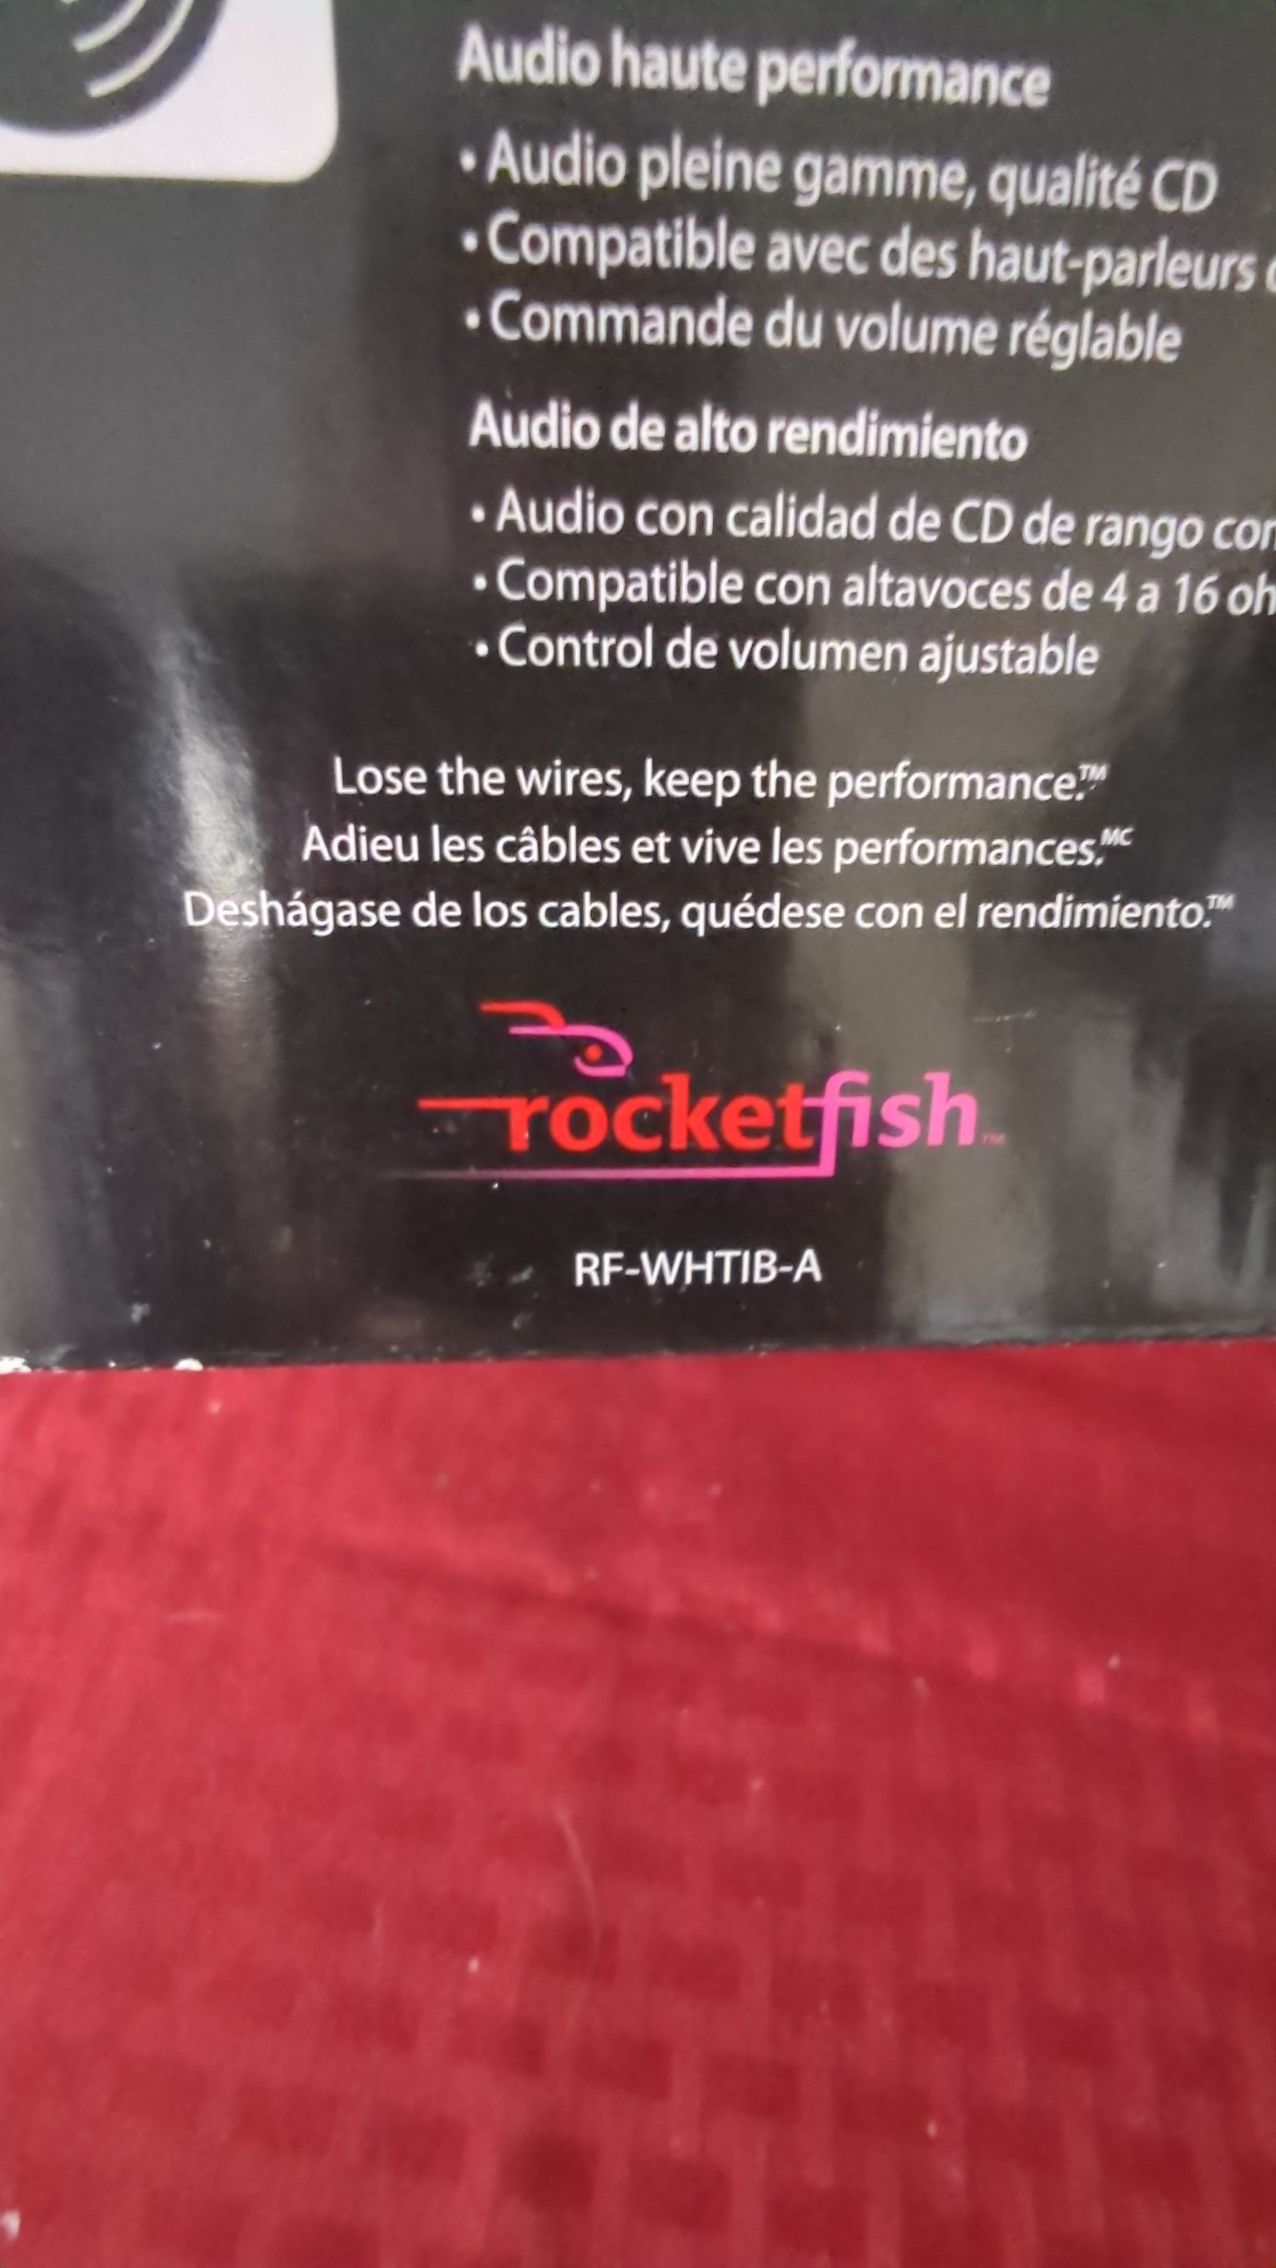 Audio haute performance
• Audio pleine gamme, qualité CD
• Compatible avec des haut-parleurs
• Commande du volume réglable
Audio de alto rendimiento
• Audio con calidad de CD de rango
• Compatible con altavoces de 4 a 16
• Control de volumen ajustable
Lose the wires, keep the performance.™
Adieu les câbles et vive les performances.MC
Deshágase de los cables, quédese con el rendimiento.™
rocketfish™
RF-WHTIB-A